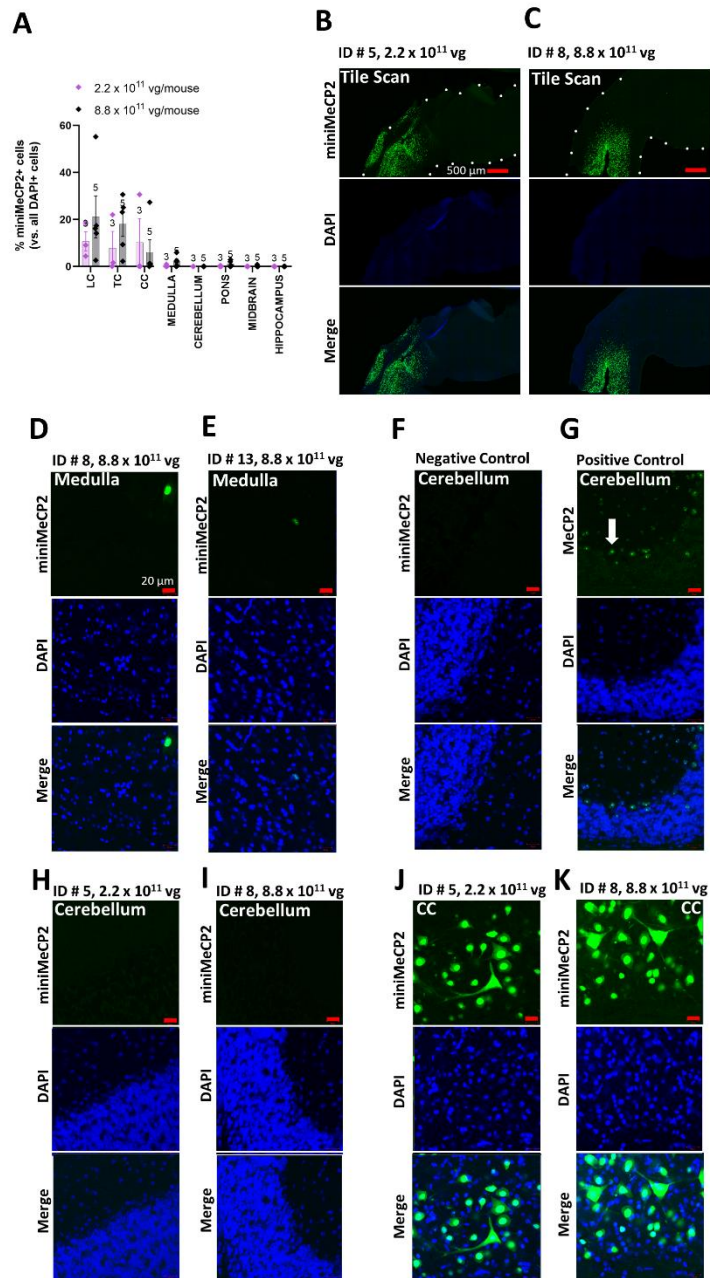 A
2.2 x 10¹¹ vg/mouse
8.8 x 10¹¹ vg/mouse
% miniMeCP2+ cells
(vs. all DAPI+ cells)
60
40
20
0
3
5
3
5
3
5
3
5
3 5
3
5
3 5
3 5
LC
TC
CC
MEDULLA
CEREBELLUM
PONS
MIDBRAIN
HIPPOCAMPUS
B
ID # 5, 2.2 x 10¹¹ vg
Tile Scan
miniMeCP2
500 µm
DAPI
Merge
C
ID # 8, 8.8 x 10¹¹ vg
Tile Scan
D
ID # 8, 8.8 x 10¹¹ vg
Medulla
miniMeCP2
20 µm
DAPI
Merge
E
ID # 13, 8.8 x 10¹¹ vg
Medulla
miniMeCP2
DAPI
Merge
F
Negative Control
Cerebellum
miniMeCP2
DAPI
Merge
G
Positive Control
Cerebellum
MeCP2
DAPI
Merge
H
ID # 5, 2.2 x 10¹¹ vg
Cerebellum
miniMeCP2
DAPI
Merge
I
ID # 8, 8.8 x 10¹¹ vg
Cerebellum
miniMeCP2
DAPI
Merge
J
ID # 5, 2.2 x 10¹¹ vg
CC
miniMeCP2
DAPI
Merge
K
ID # 8, 8.8 x 10¹¹ vg
CC
miniMeCP2
DAPI
Merge